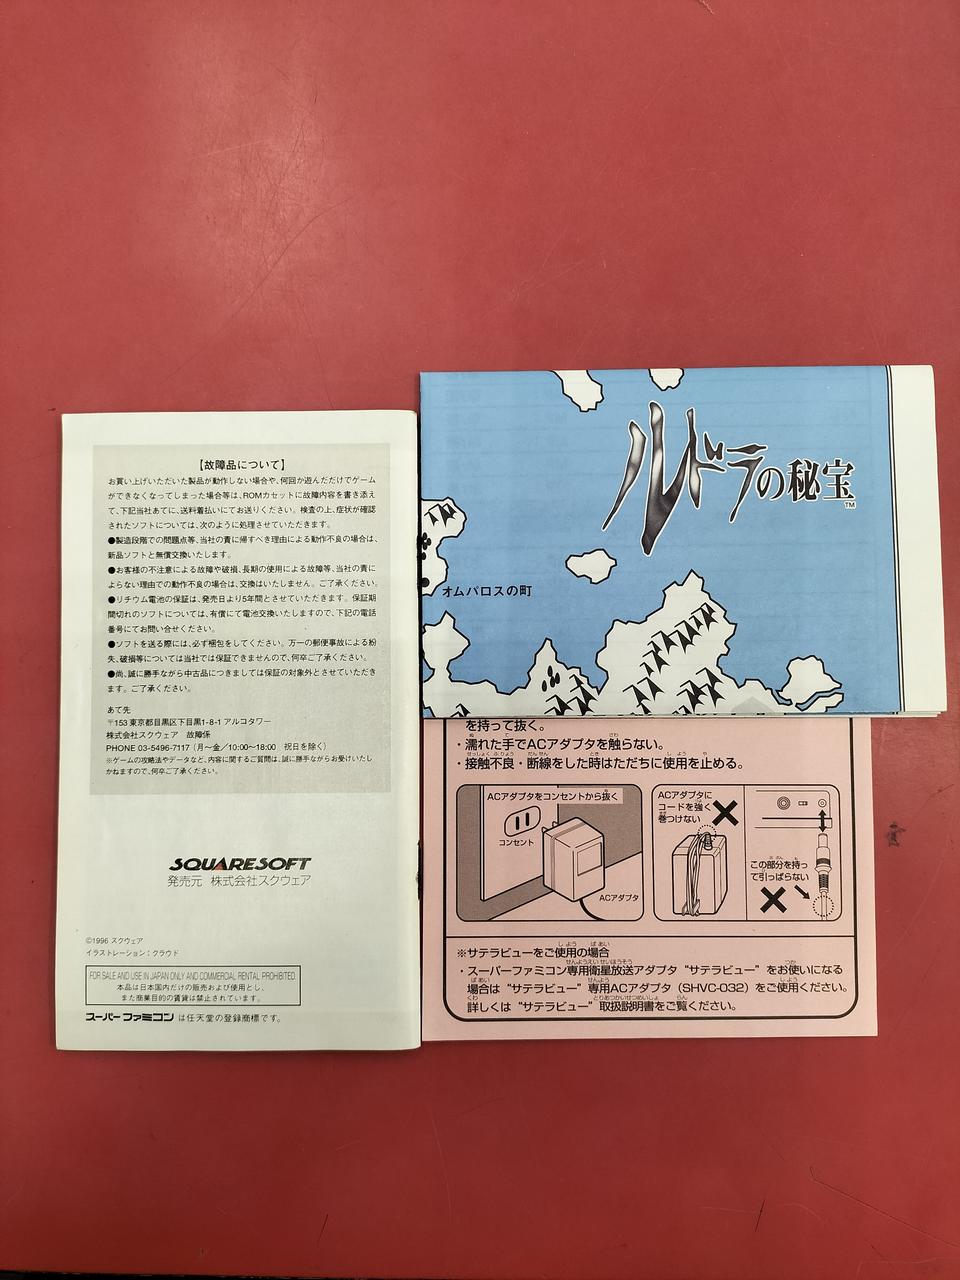 【故障品について】
お買い上げいただいた製品が動作しない場合や、何回か遊んだだけでゲーム
ができなくなってしまった場合等は、ROMカセットに故障内容を書き添え
て、下記当社あてに、送料着払いにてお送りください。検査の上、症状が確認
されたソフトについては、次のように処理させていただきます。
●製造段階での問題点等、当社の責に帰すべき理由による動作不良の場合は、
新品ソフトと無償交換いたします。
●お客様の不注意による故障や破損、長期の使用による故障等、当社の責に
よらない理由での動作不良の場合は、交換はいたしません。ご了承ください。
●リチウム電池の保証は、発売日より5年間とさせていただきます。保証期
間切れのソフトについては、有償にて電池交換いたしますので、下記の電話
番号にてお問い合せください。
●ソフトを送る際には、必ず梱包をしてください。万一の郵便事故による紛
失、破損等については当社では保証できませんので、何卒ご了承ください。
●尚、誠に勝手ながら中古品につきましては保証の対象外とさせていただき
ます。ご了承ください。
あて先
〒153 東京都目黒区下目黒1-8-1 アルコタワー
株式会社スクウェア 故障係
PHONE 03-5496-7117（月〜金／10:00〜18:00 祝日を除く）
※ゲームの攻略法やデータなど、内容に関するご質問は、誠に勝手ながらお受けいたし
かねますので、何卒ご了承ください。
SQUARESOFT
発売元 株式会社スクウェア
©1996 スクウェア
イラストレーション：クラウド
FOR SALE AND USE IN JAPAN ONLY AND COMMERCIAL RENTAL PROHIBITED.
本品は日本国内だけの販売および使用とし、
また商業目的の賃貸は禁止されています。
スーパーファミコン は任天堂の登録商標です。
ルドラの秘宝
TM
オムパロスの町
を持って抜く。
・濡れた手でACアダプタを触らない。
・接触不良・断線をした時はただちに使用を止める。
ACアダプタをコンセントから抜く
コンセント
ACアダプタ
ACアダプタに
コードを強く
巻つけない
この部分を持っ
て引っぱらない
※サテラビューをご使用の場合
・スーパーファミコン専用衛星放送アダプタ“サテラビュー”をお使いになる
場合は“サテラビュー”専用ACアダプタ（SHVC-032）をご使用ください。
詳しくは“サテラビュー”取扱説明書をご覧ください。